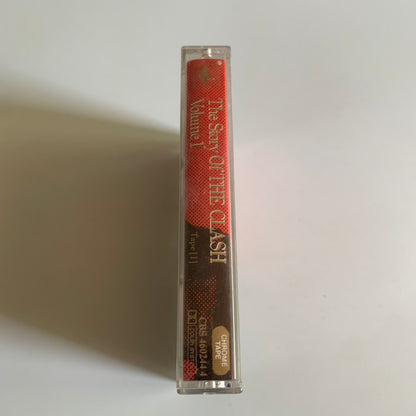 The Story OF THE CLASH
Volume 1
Tape [1]
CBS 460244 4
CHROME
TAPE